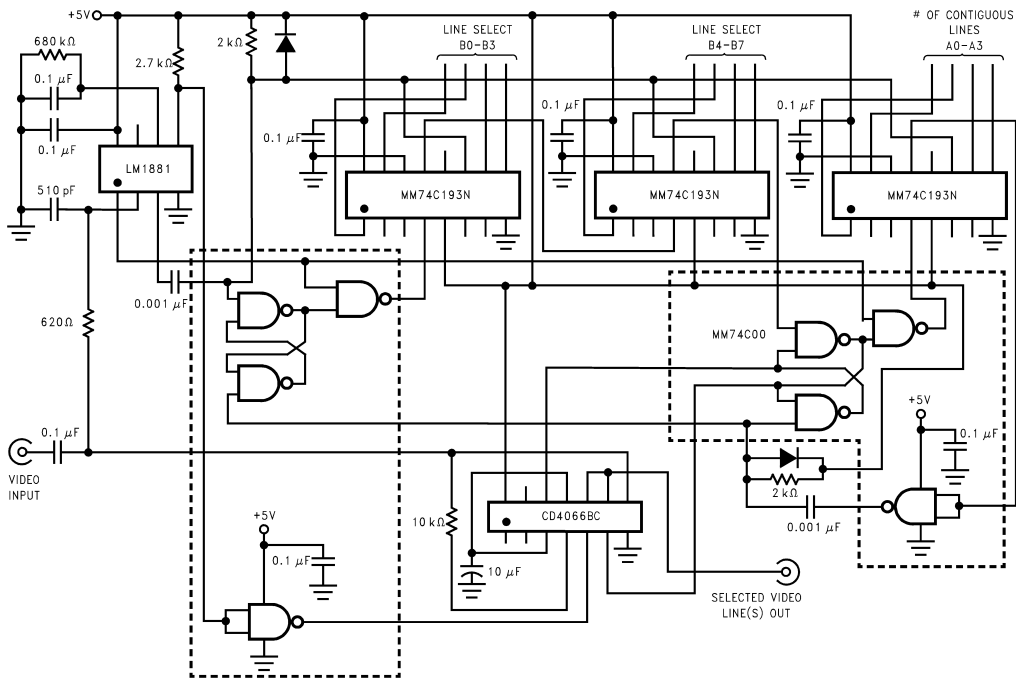 +5V
# OF CONTIGUOUS
LINES
A0-A3
LINE SELECT
B0-B3
LINE SELECT
B4-B7
680 kΩ
2 kΩ
2.7 kΩ
0.1 μF
0.1 μF
0.1 μF
0.1 μF
0.1 μF
LM1881
510 pF
MM74C193N
MM74C193N
MM74C193N
0.001 μF
620Ω
MM74C00
+5V
0.1 μF
0.1 μF
VIDEO
INPUT
2 kΩ
0.001 μF
10 kΩ
CD4066BC
+5V
0.1 μF
10 μF
SELECTED VIDEO
LINE(S) OUT